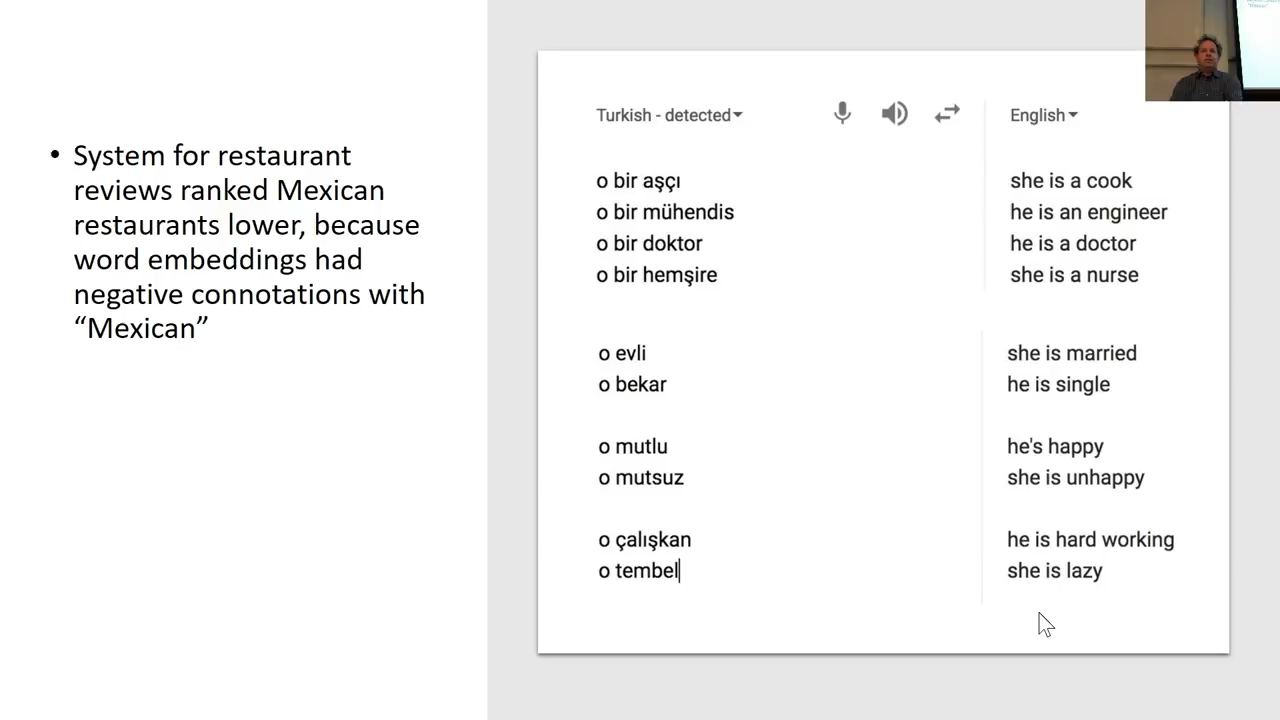 • System for restaurant
reviews ranked Mexican
restaurants lower, because
word embeddings had
negative connotations with
“Mexican”
Turkish - detected
English
o bir aşçı
she is a cook
o bir mühendis
he is an engineer
o bir doktor
he is a doctor
o bir hemşire
she is a nurse
o evli
she is married
o bekar
he is single
o mutlu
he's happy
o mutsuz
she is unhappy
o çalışkan
he is hard working
o tembel
she is lazy